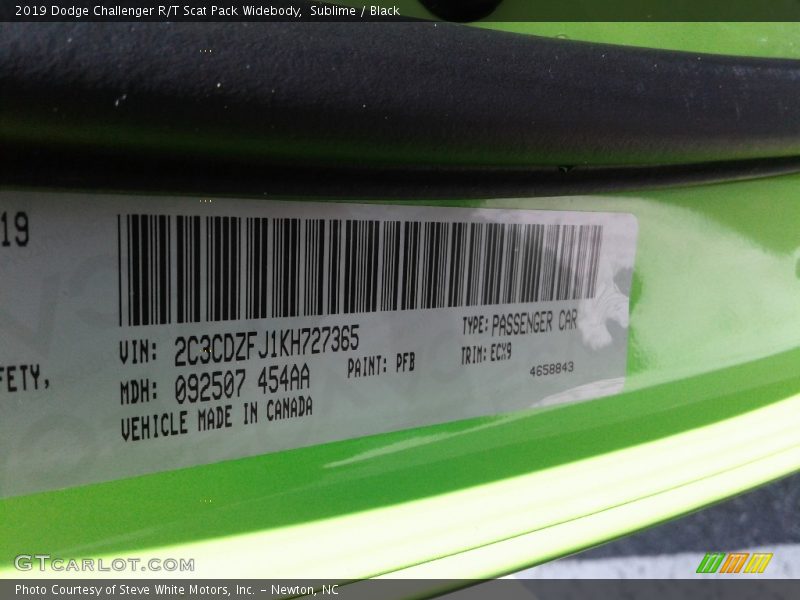 2019 Dodge Challenger R/T Scat Pack Widebody, Sublime / Black
19
FETY,
VIN: 2C3CDZFJ1KH727365
TYPE: PASSENGER CAR
MDH: 092507 454AA
PAINT: PFB
TRIM: ECX9
4658843
VEHICLE MADE IN CANADA
GTCARLOT.COM
Photo Courtesy of Steve White Motors, Inc. – Newton, NC